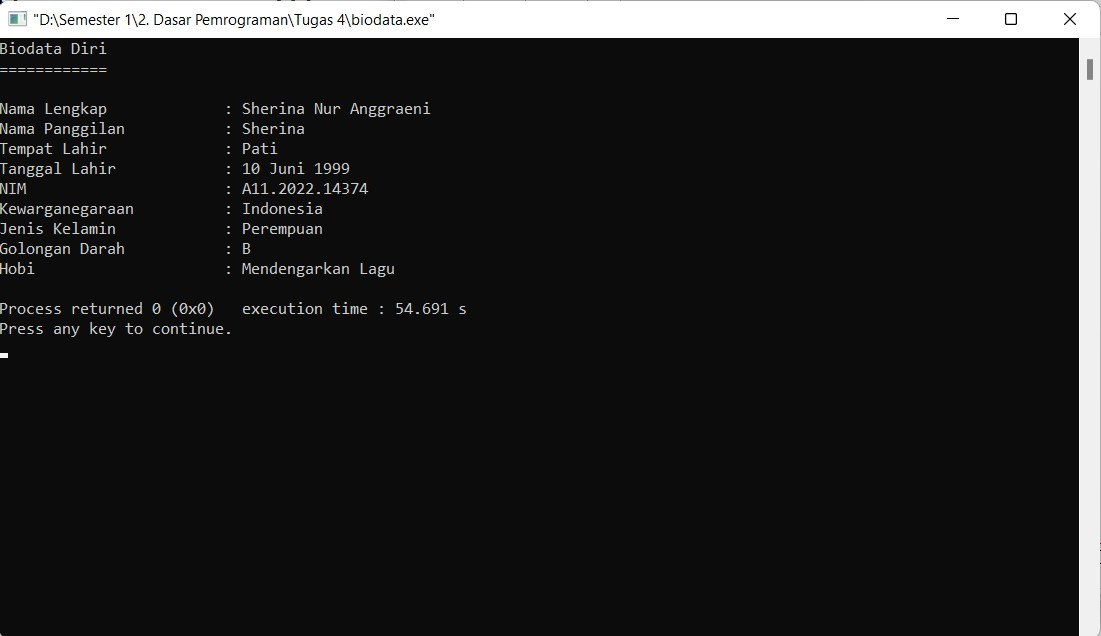 "D:\Semester 1\2. Dasar Pemrograman\Tugas 4\biodata.exe"
Biodata Diri
============
Nama Lengkap : Sherina Nur Anggraeni
Nama Panggilan : Sherina
Tempat Lahir : Pati
Tanggal Lahir : 10 Juni 1999
NIM : A11.2022.14374
Kewarganegaraan : Indonesia
Jenis Kelamin : Perempuan
Golongan Darah : B
Hobi : Mendengarkan Lagu
Process returned 0 (0x0) execution time : 54.691 s
Press any key to continue.